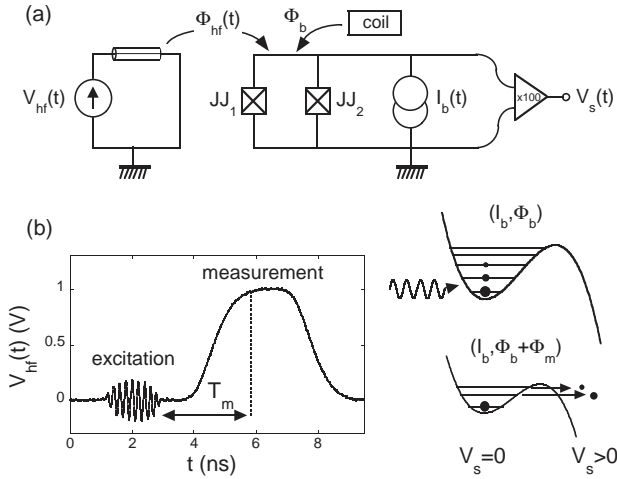 (a)
Φhf(t)
Φb
coil
Vhf(t)
JJ1
JJ2
Ib(t)
x100
Vs(t)
(b)
Vhf(t) (V)
1
0.5
0
measurement
excitation
Tm
0 2 4 6 8
t (ns)
(Ib,Φb)
(Ib,Φb+Φm)
Vs=0
Vs>0